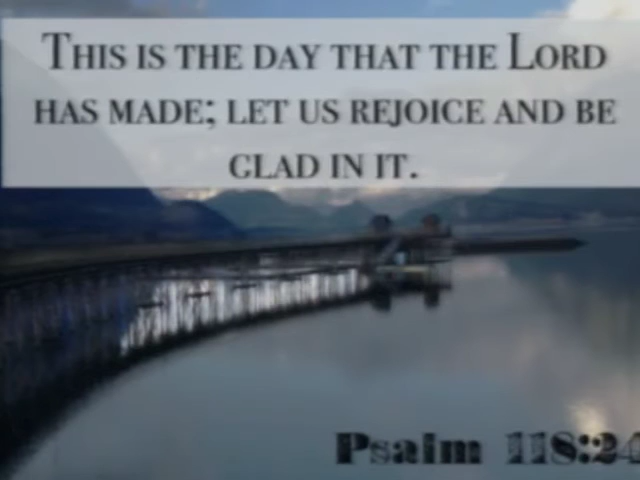 This is the day that the Lord
has made; let us rejoice and be
glad in it.
Psalm 118:24